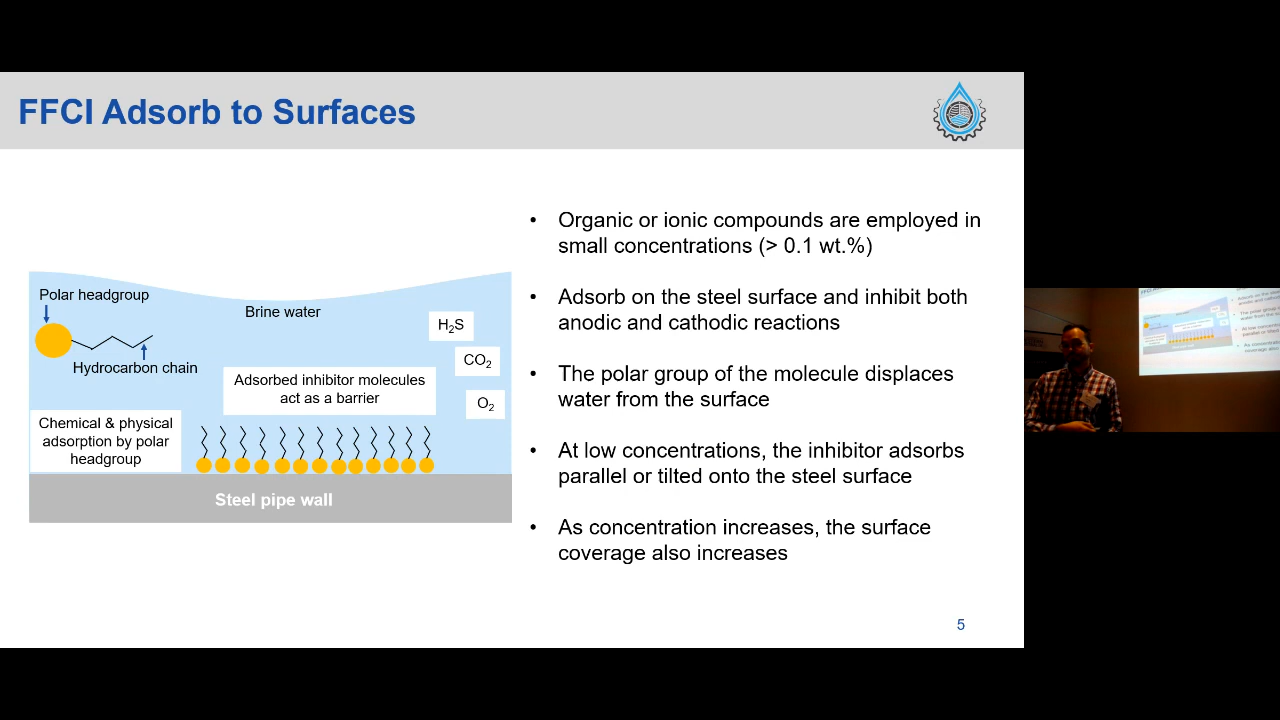 FFCI Adsorb to Surfaces
Polar headgroup
Brine water
H₂S
CO₂
Hydrocarbon chain
Adsorbed inhibitor molecules
act as a barrier
O₂
Chemical & physical
adsorption by polar
headgroup
Steel pipe wall
• Organic or ionic compounds are employed in
small concentrations (> 0.1 wt.%)
• Adsorb on the steel surface and inhibit both
anodic and cathodic reactions
• The polar group of the molecule displaces
water from the surface
• At low concentrations, the inhibitor adsorbs
parallel or tilted onto the steel surface
• As concentration increases, the surface
coverage also increases
5